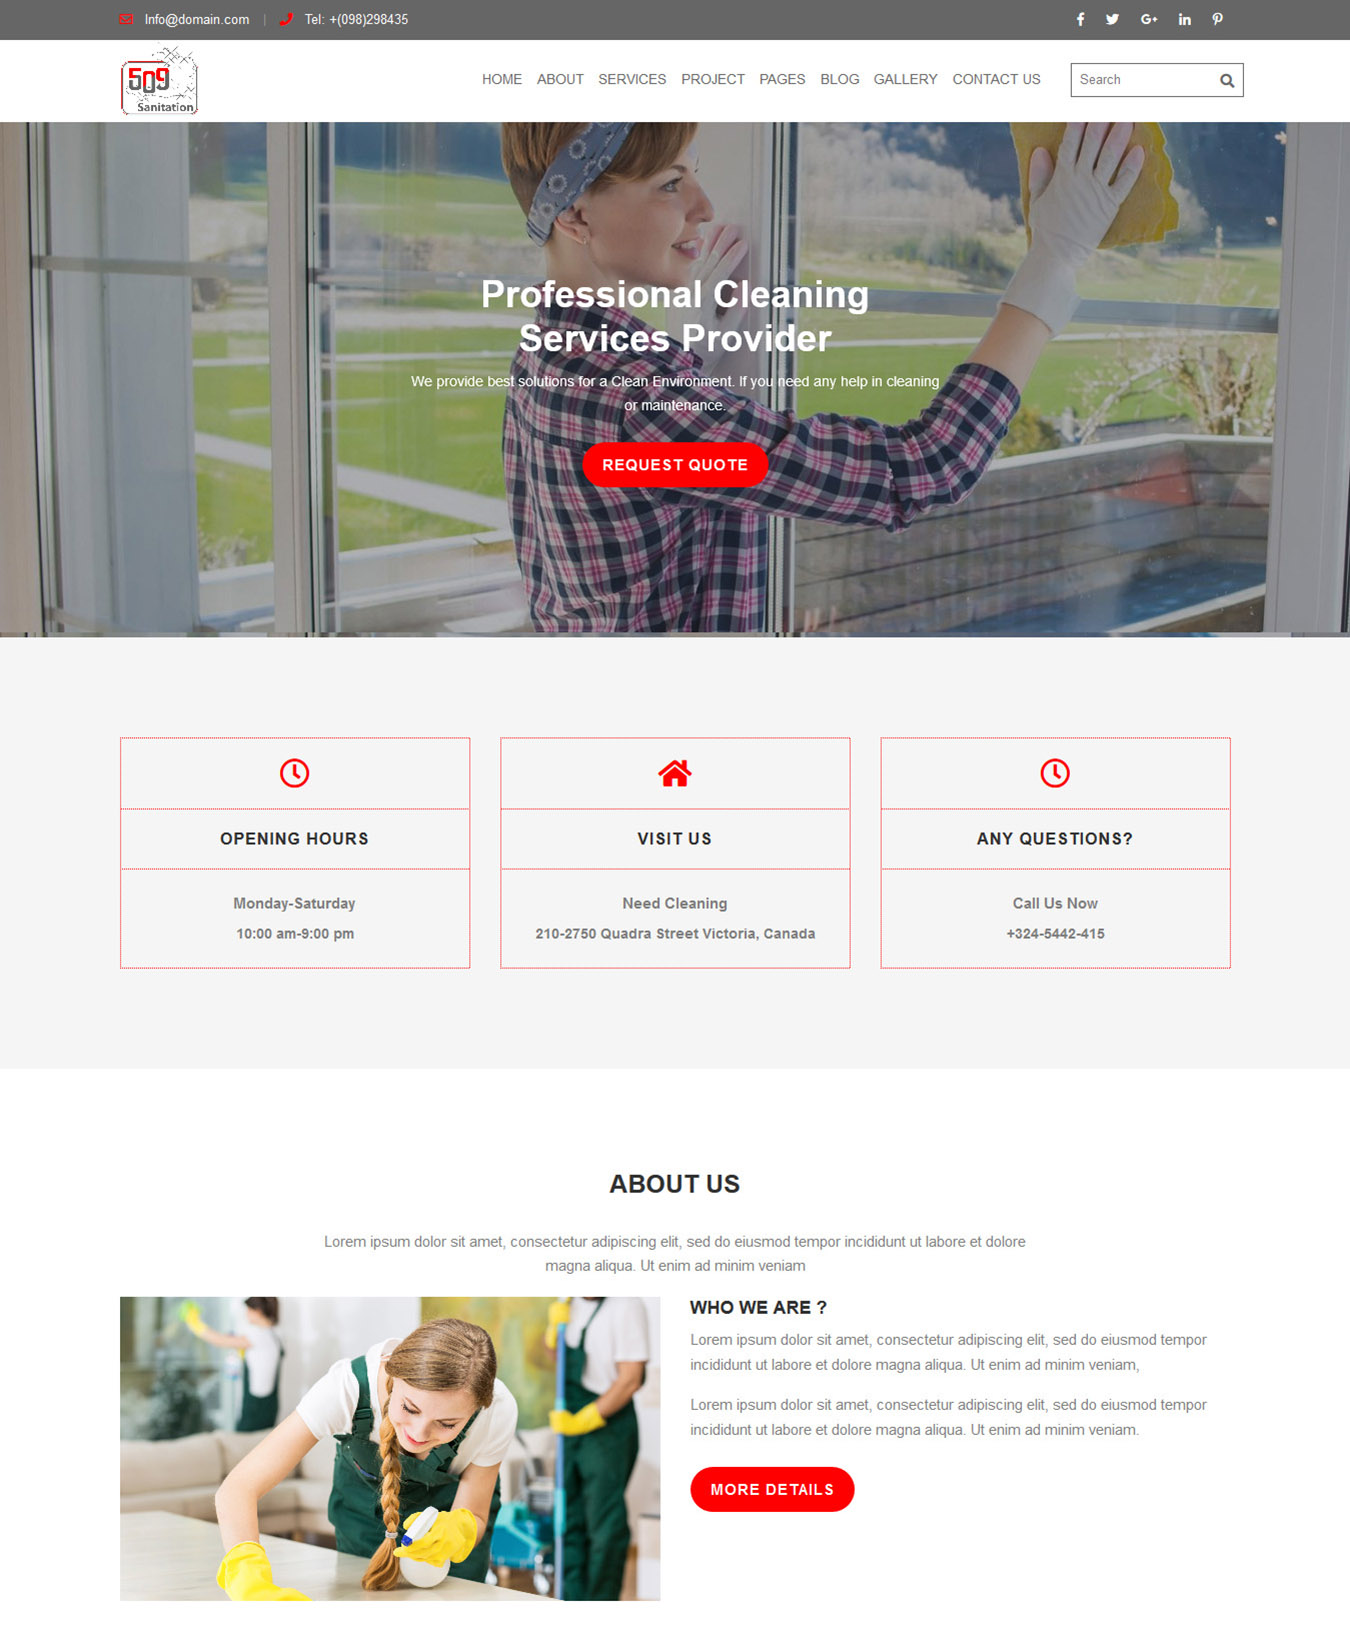 Info@domain.com | Tel: +(098)298435
509
Sanitation
HOME ABOUT SERVICES PROJECT PAGES BLOG GALLERY CONTACT US Search
Professional Cleaning
Services Provider
We provide best solutions for a Clean Environment. If you need any help in cleaning
or maintenance.
REQUEST QUOTE
OPENING HOURS
Monday-Saturday
10:00 am-9:00 pm
VISIT US
Need Cleaning
210-2750 Quadra Street Victoria, Canada
ANY QUESTIONS?
Call Us Now
+324-5442-415
ABOUT US
Lorem ipsum dolor sit amet, consectetur adipiscing elit, sed do eiusmod tempor incididunt ut labore et dolore
magna aliqua. Ut enim ad minim veniam
WHO WE ARE ?
Lorem ipsum dolor sit amet, consectetur adipiscing elit, sed do eiusmod tempor
incididunt ut labore et dolore magna aliqua. Ut enim ad minim veniam,
Lorem ipsum dolor sit amet, consectetur adipiscing elit, sed do eiusmod tempor
incididunt ut labore et dolore magna aliqua. Ut enim ad minim veniam.
MORE DETAILS